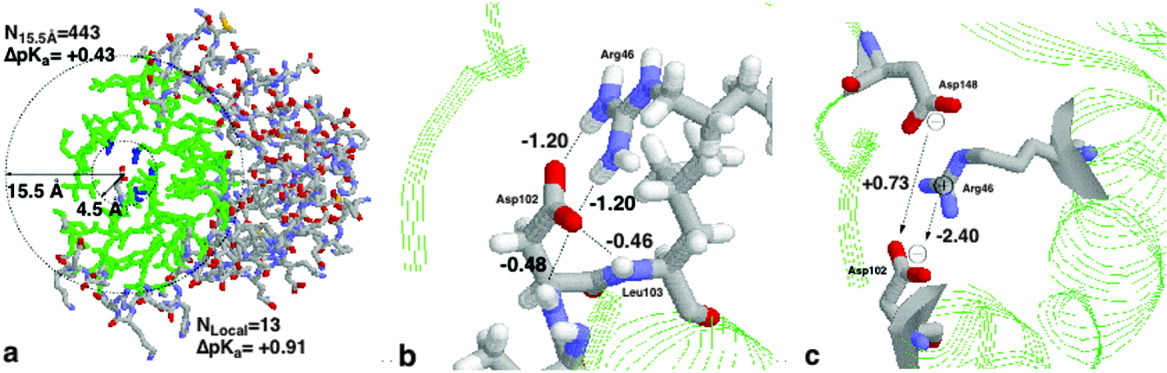 N15.5Å=443
ΔpKa= +0.43
15.5 Å
4.5 Å
NLocal=13
ΔpKa= +0.91
a
Arg46
-1.20
Asp102
-1.20
-0.46
-0.48
Leu103
b
Asp148
+0.73
Arg46
-2.40
Asp102
c